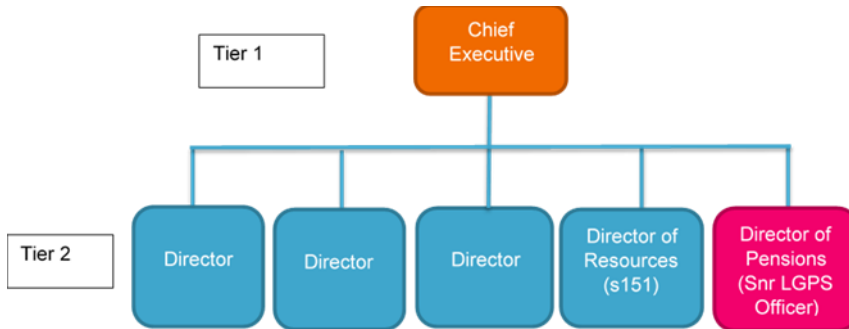 Tier 1
Chief
Executive
Tier 2
Director
Director
Director
Director of
Resources
(s151)
Director of
Pensions
(Snr LGPS
Officer)